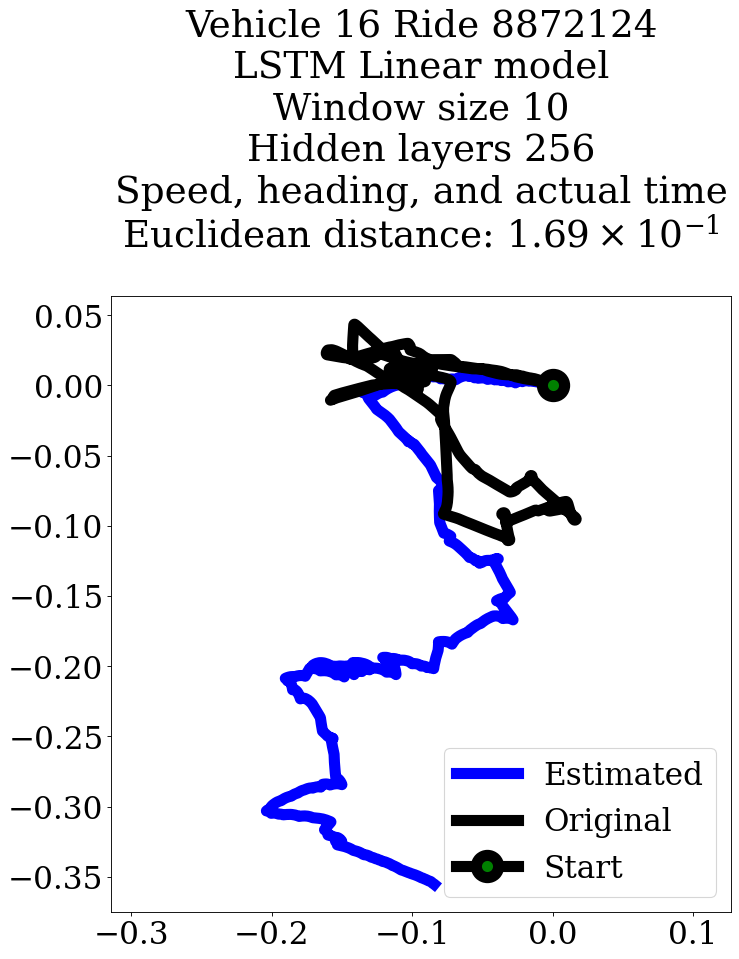 Vehicle 16 Ride 8872124
LSTM Linear model
Window size 10
Hidden layers 256
Speed, heading, and actual time
Euclidean distance: 1.69 × 10⁻¹
0.05
0.00
−0.05
−0.10
−0.15
−0.20
−0.25
−0.30
−0.35
Estimated
Original
Start
−0.3 −0.2 −0.1 0.0 0.1